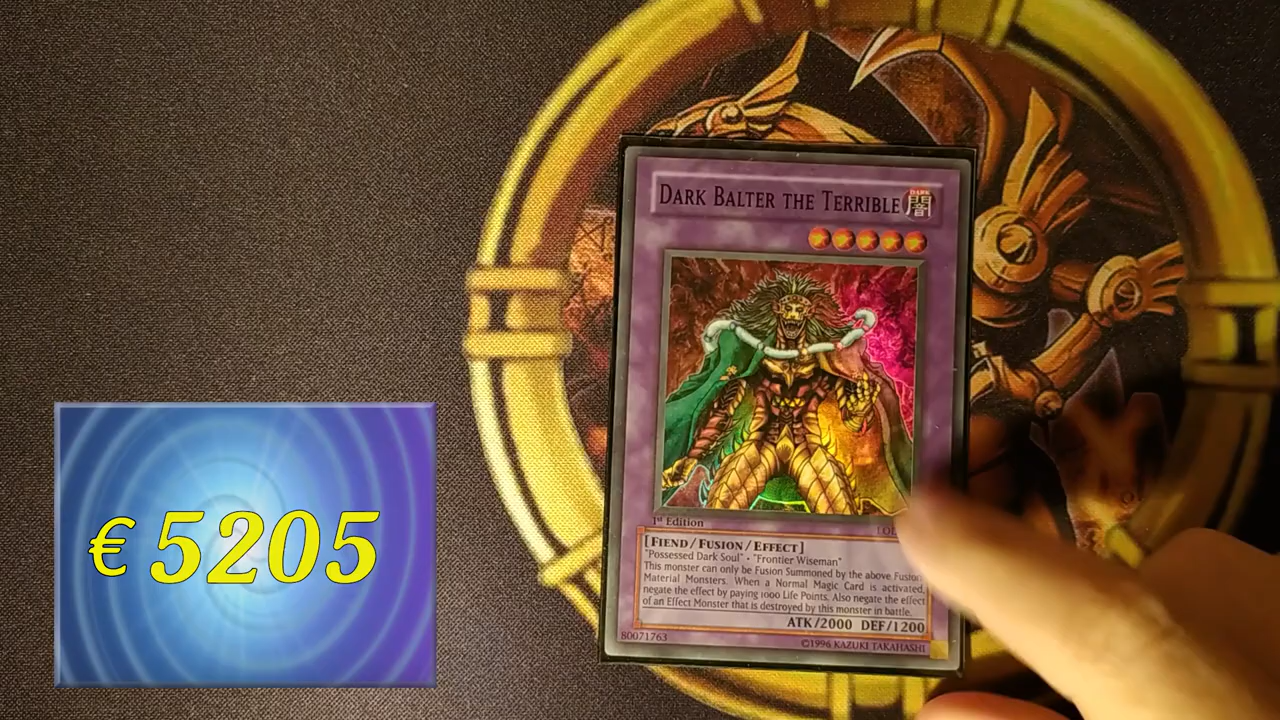 DARK BALTER THE TERRIBLE
DARK
闇
1st Edition
[FIEND/FUSION/EFFECT]
"Possessed Dark Soul" • "Frontier Wiseman"
This monster can only be Fusion Summoned by the above Fusion
Material Monsters. When a Normal Magic Card is activated,
negate the effect by paying 1000 Life Points. Also negate the effect
of an Effect Monster that is destroyed by this monster in battle.
ATK/2000 DEF/1200
80071763
©1996 KAZUKI TAKAHASHI
€ 5205